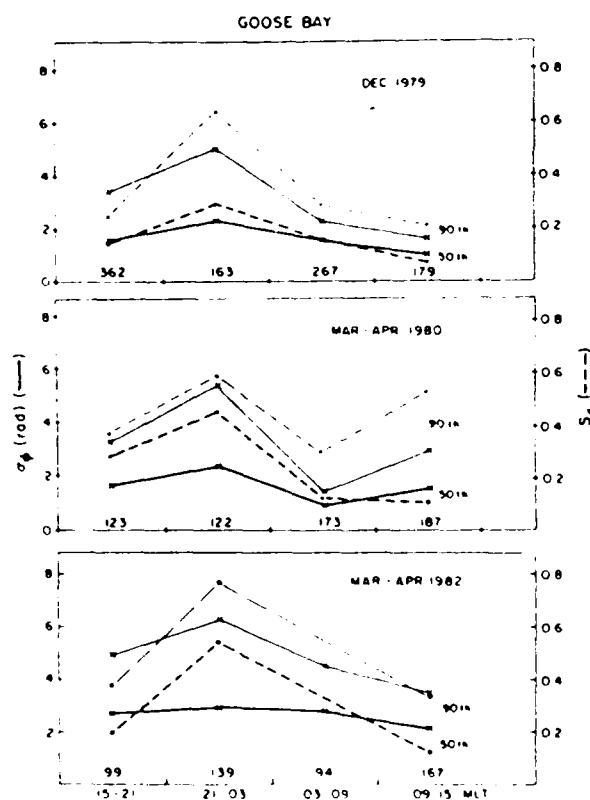 GOOSE BAY
DEC 1979
8
6
4
2
0
0.8
0.6
0.4
0.2
90 th
50 th
362 163 267 179
MAR - APR 1980
8
6
4
2
0
0.8
0.6
0.4
0.2
90 th
50 th
123 122 173 187
σφ (rad) (—)
S4 (---)
MAR - APR 1982
8
6
4
2
0.8
0.6
0.4
0.2
90 th
50 th
99 139 94 167
15-21 21-03 03-09 09-15 MLT